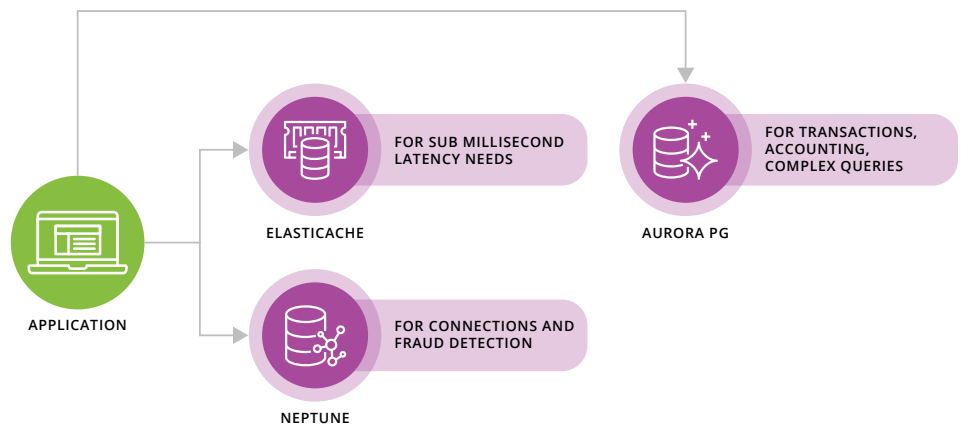 FOR SUB MILLISECOND
LATENCY NEEDS
ELASTICACHE
FOR TRANSACTIONS,
ACCOUNTING,
COMPLEX QUERIES
AURORA PG
APPLICATION
FOR CONNECTIONS AND
FRAUD DETECTION
NEPTUNE